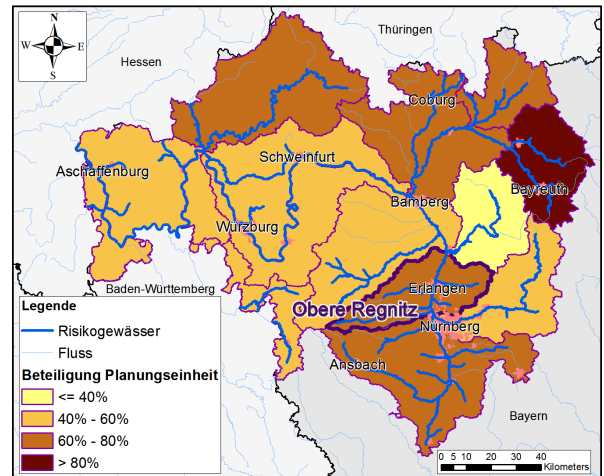 N
W E
S
Thüringen
Hessen
Coburg
Schweinfurt
Aschaffenburg
Bayreuth
Bamberg
Würzburg
Baden-Württemberg
Erlangen
Obere Regnitz
Nürnberg
Ansbach
Bayern
Legende
Risikogewässer
Fluss
Beteiligung Planungseinheit
<= 40%
40% - 60%
60% - 80%
> 80%
0 5 10 20 30 40
Kilometers